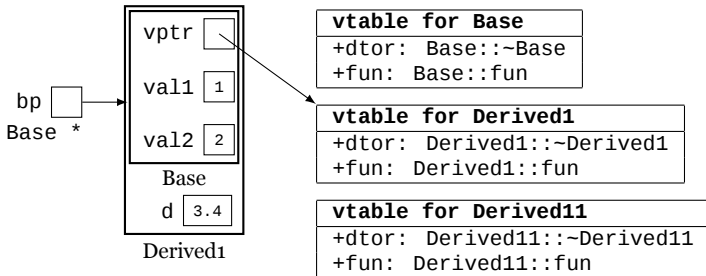 bp
Base *
vptr
val1 1
val2 2
Base
d 3.4
Derived1
vtable for Base
+dtor: Base::~Base
+fun: Base::fun
vtable for Derived1
+dtor: Derived1::~Derived1
+fun: Derived1::fun
vtable for Derived11
+dtor: Derived11::~Derived11
+fun: Derived11::fun